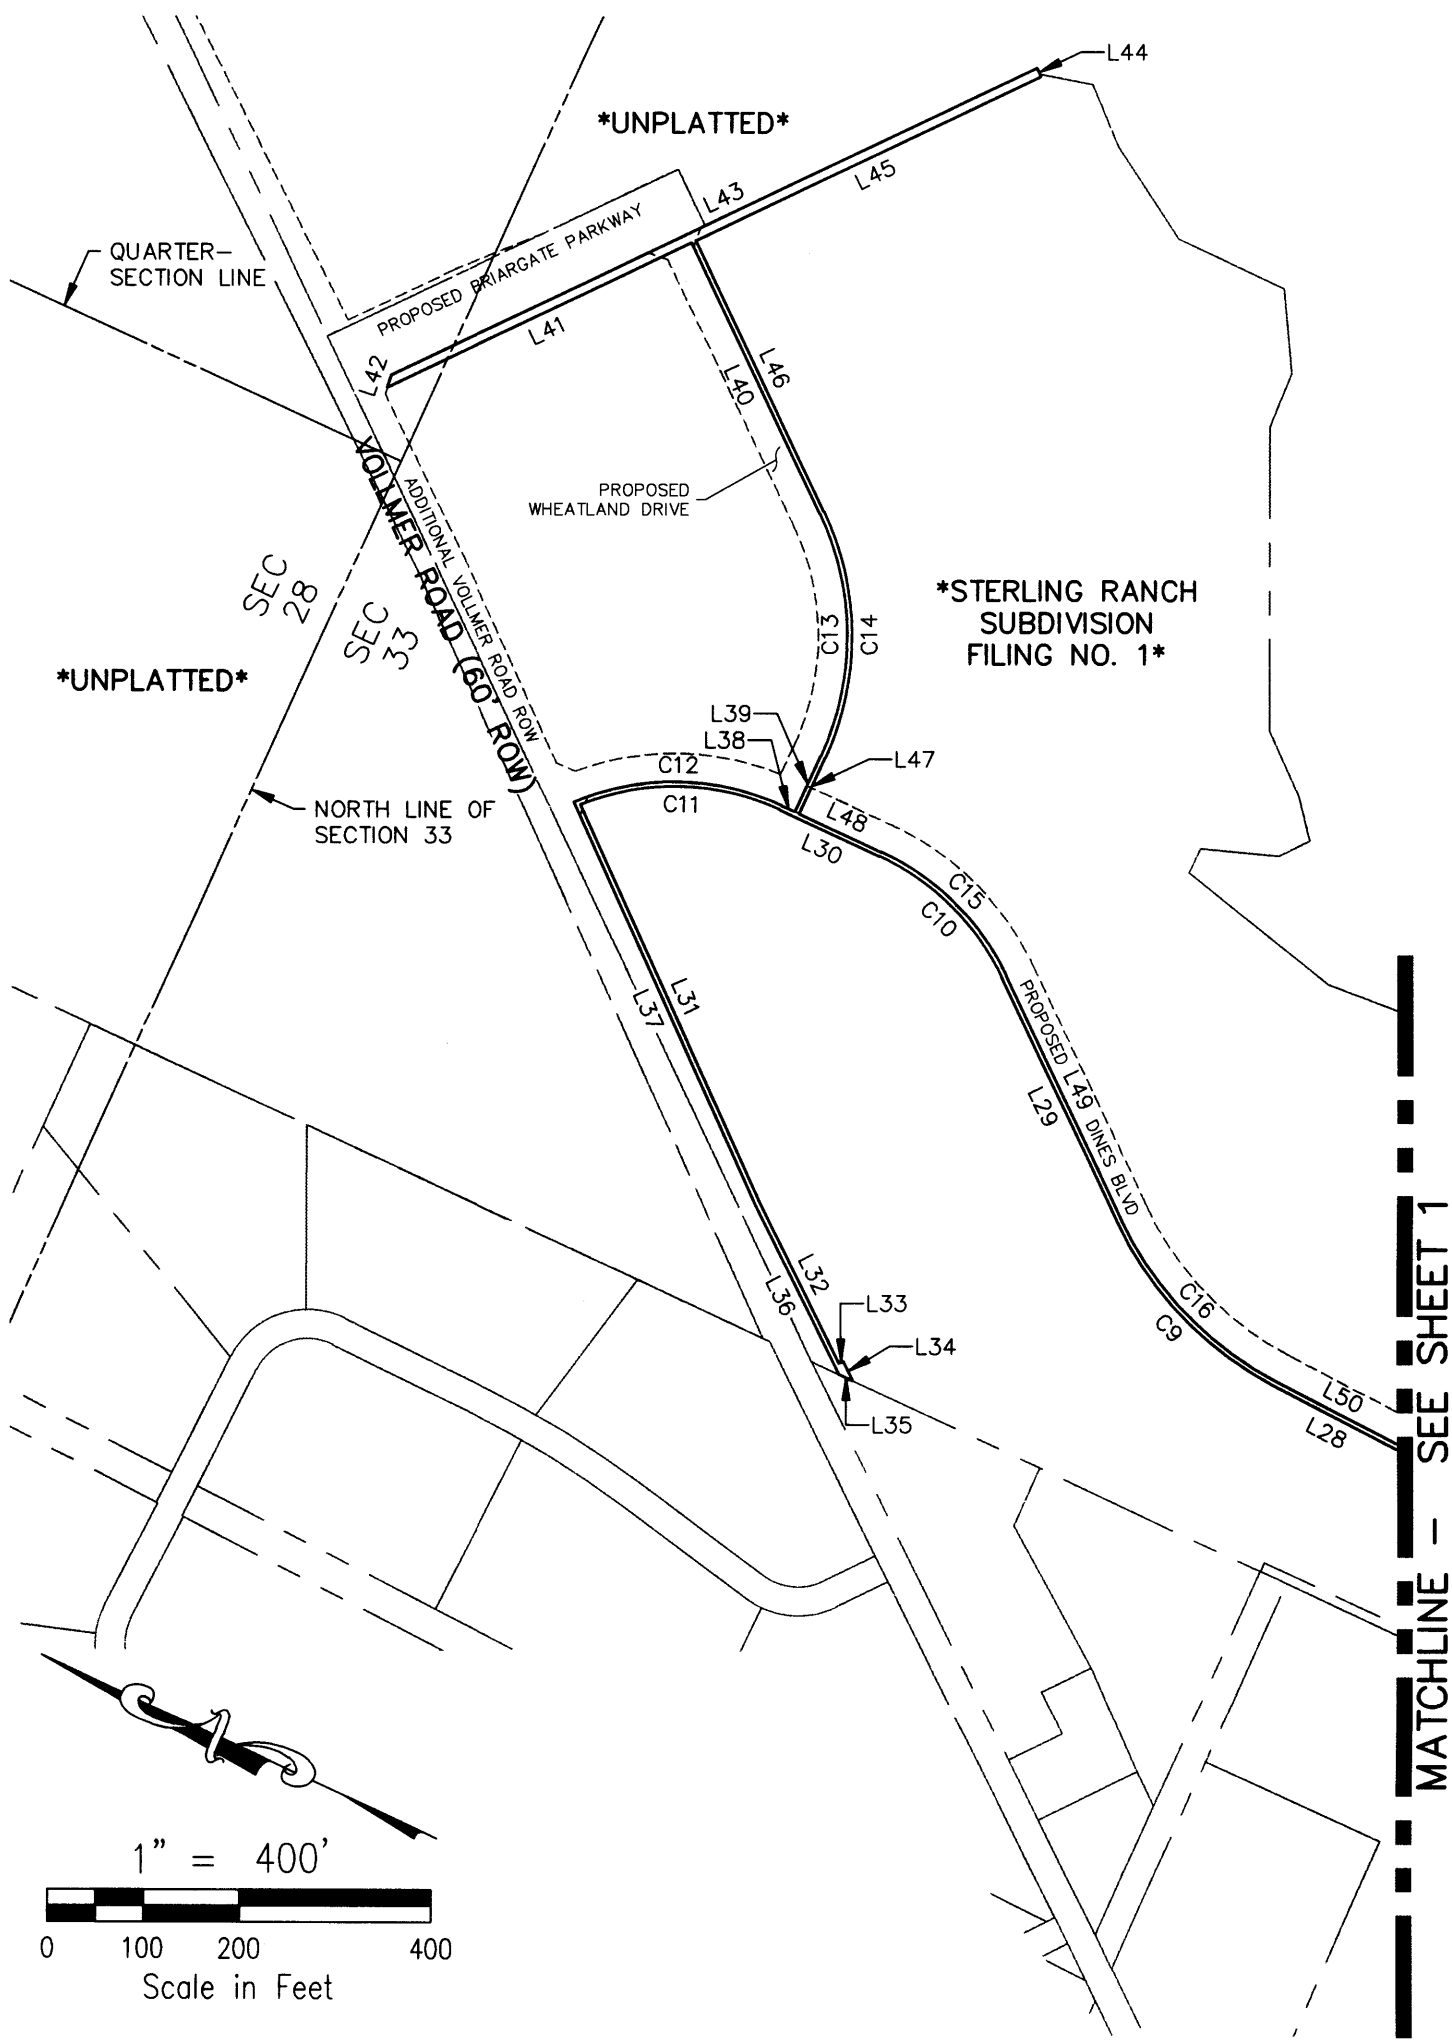 L44
*UNPLATTED*
L43
L45
PROPOSED BRIARGATE PARKWAY
QUARTER-
SECTION LINE
L41
L42
L46
L40
PROPOSED
WHEATLAND DRIVE
VOLLMER ROAD (60' ROW)
ADDITIONAL VOLLMER ROAD ROW
SEC
28
SEC
33
*STERLING RANCH
SUBDIVISION
FILING NO. 1*
C13
C14
*UNPLATTED*
L39
L38
L47
C12
C11
NORTH LINE OF
SECTION 33
L48
L30
C15
C10
L31
L37
PROPOSED
L49
DINES BLVD
L29
L32
L36
L33
L34
L35
C16
C9
L50
L28
MATCHLINE - SEE SHEET 1
N
1" = 400'
0 100 200 400
Scale in Feet